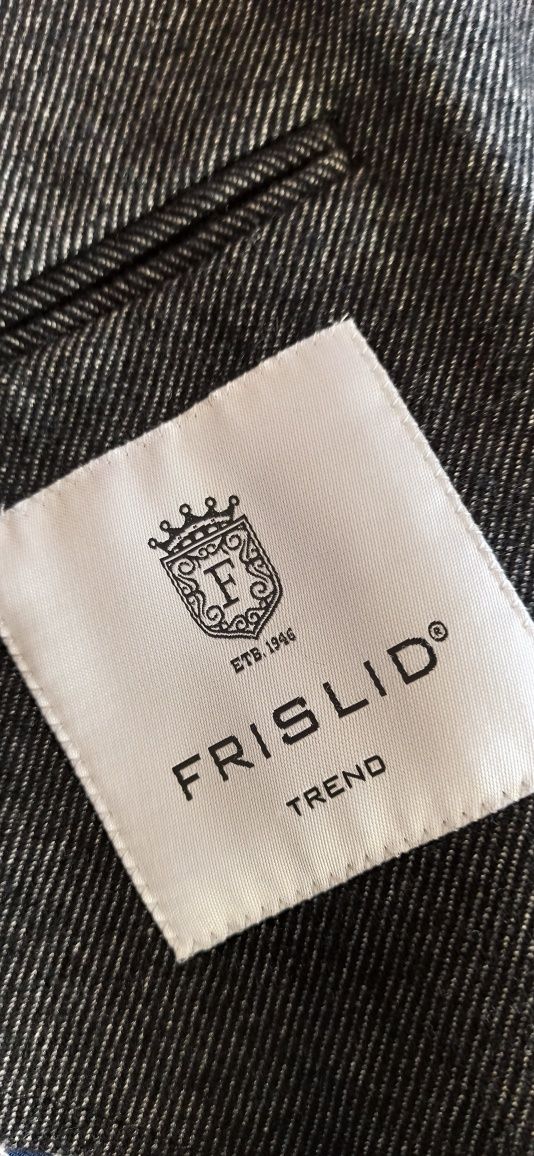 F
ETB. 1946
FRISLID®
TREND